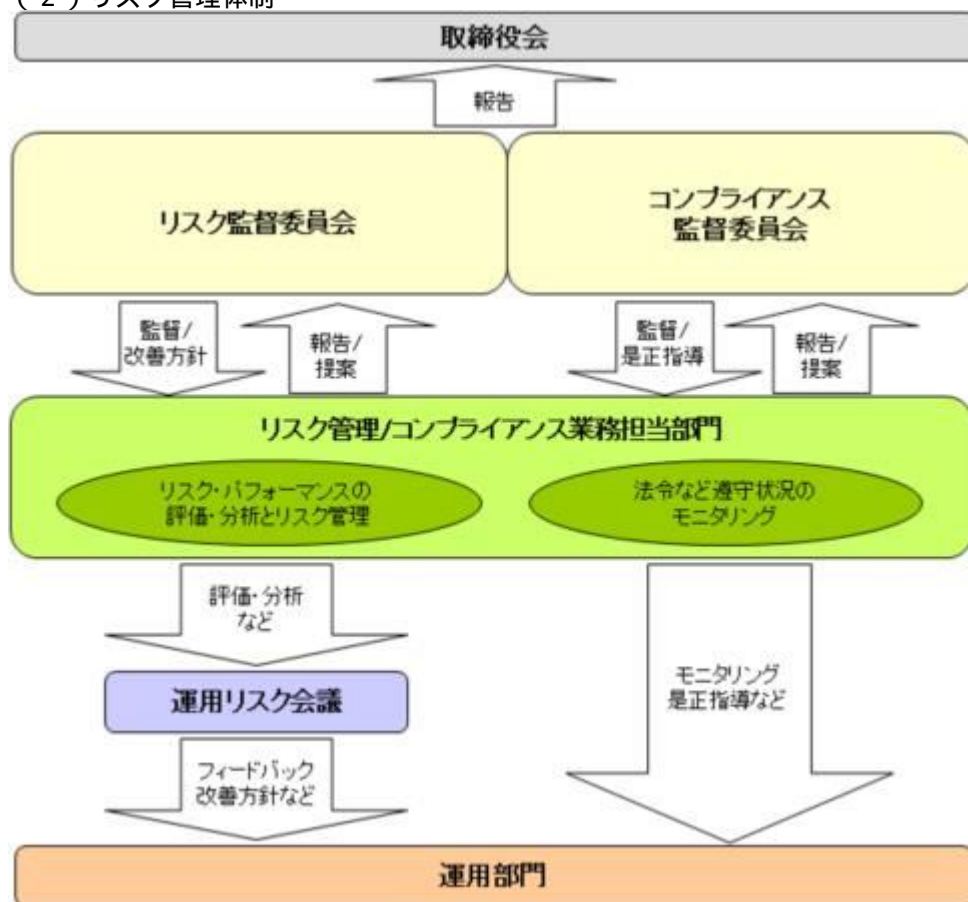 (2)リスク管理体制
取締役会
報告
リスク監督委員会
コンプライアンス
監督委員会
監督/
改善方針
報告/
提案
監督/
是正指導
報告/
提案
リスク管理/コンプライアンス業務担当部門
リスク・パフォーマンスの
評価・分析とリスク管理
法令など遵守状況の
モニタリング
評価・分析
など
運用リスク会議
モニタリング
是正指導など
フィードバック
改善方針など
運用部門